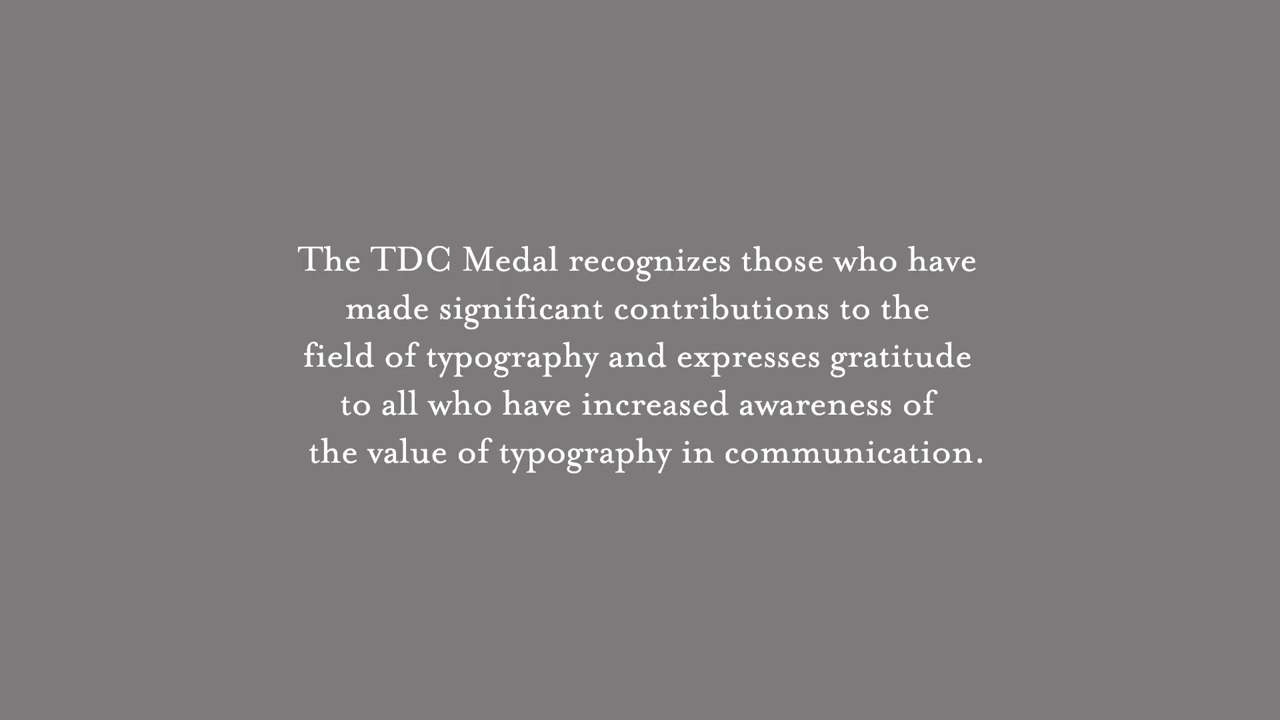 The TDC Medal recognizes those who have
made significant contributions to the
field of typography and expresses gratitude
to all who have increased awareness of
the value of typography in communication.